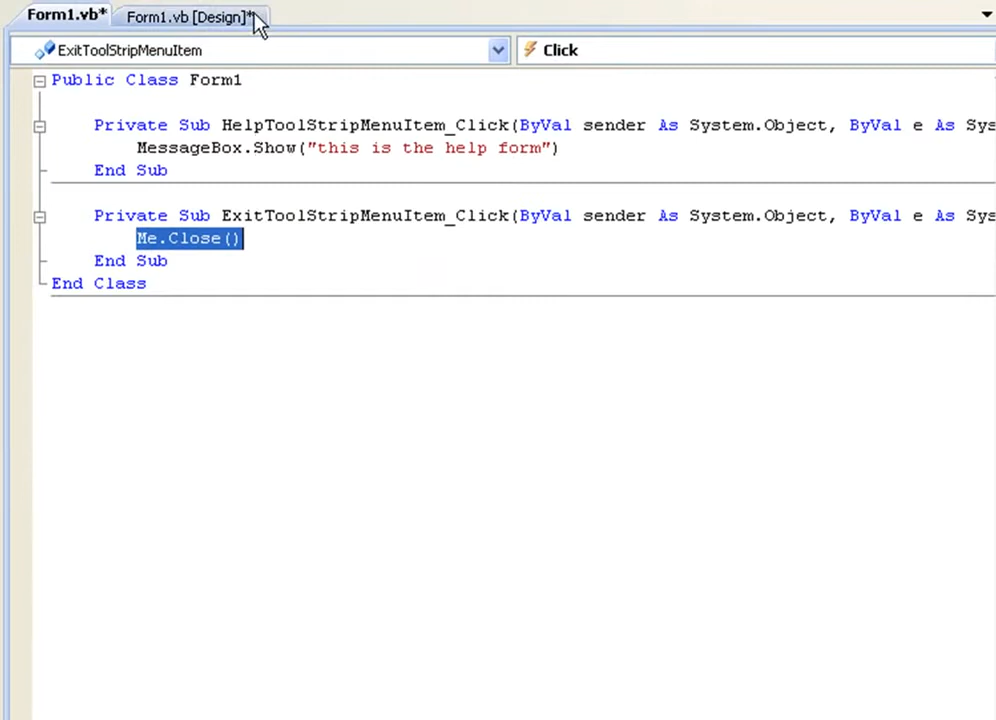 Form1.vb* Form1.vb [Design]*
ExitToolStripMenuItem Click
Public Class Form1
Private Sub HelpToolStripMenuItem_Click(ByVal sender As System.Object, ByVal e As Sys
MessageBox.Show("this is the help form")
End Sub
Private Sub ExitToolStripMenuItem_Click(ByVal sender As System.Object, ByVal e As Sys
Me.Close()
End Sub
End Class